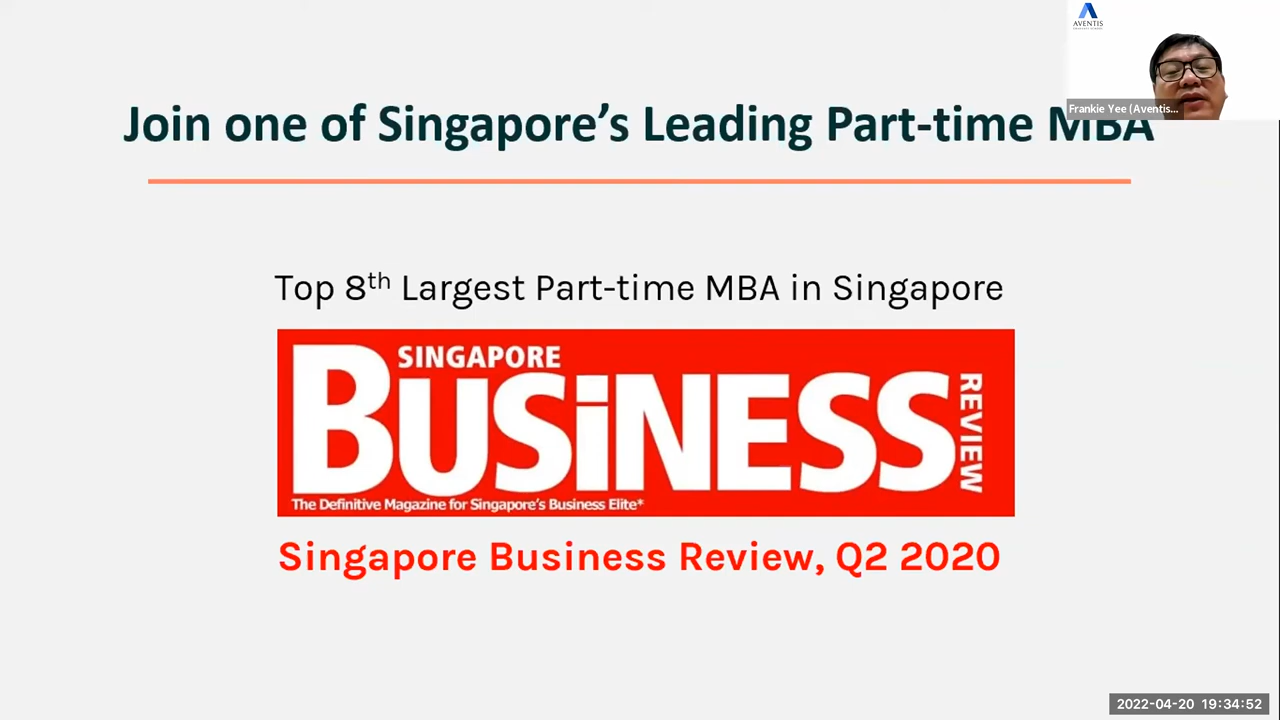 AVENTIS
Frankie Yee (Aventis...
Join one of Singapore's Leading Part-time MBA
Top 8th Largest Part-time MBA in Singapore
SINGAPORE
BUSiNESS
REVIEW
The Definitive Magazine for Singapore's Business Elite*
Singapore Business Review, Q2 2020
2022-04-20 19:34:52